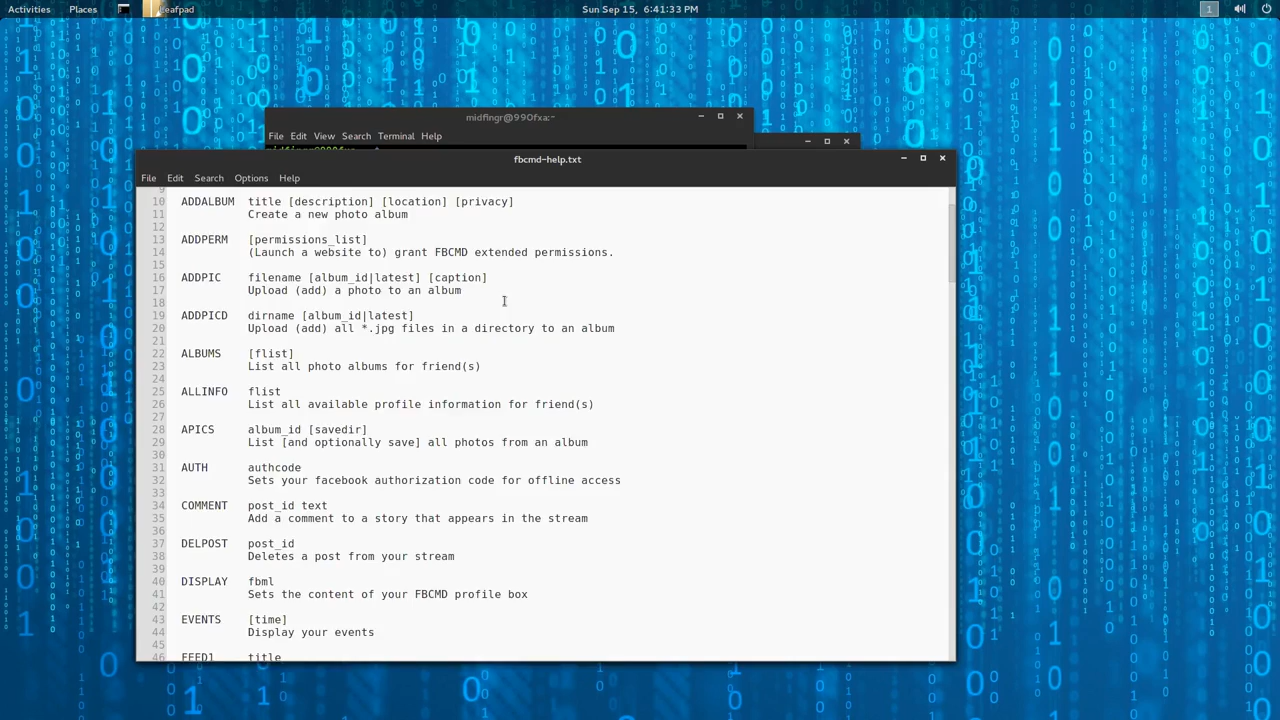 Activities Places Leafpad Sun Sep 15, 6:41:33 PM 1
midfingr@990fxa:~
File Edit View Search Terminal Help
fbcmd-help.txt
File Edit Search Options Help
9
10 ADDALBUM title [description] [location] [privacy]
11 Create a new photo album
12
13 ADDPERM [permissions_list]
14 (Launch a website to) grant FBCMD extended permissions.
15
16 ADDPIC filename [album_id|latest] [caption]
17 Upload (add) a photo to an album
18
19 ADDPICD dirname [album_id|latest]
20 Upload (add) all *.jpg files in a directory to an album
21
22 ALBUMS [flist]
23 List all photo albums for friend(s)
24
25 ALLINFO flist
26 List all available profile information for friend(s)
27
28 APICS album_id [savedir]
29 List [and optionally save] all photos from an album
30
31 AUTH authcode
32 Sets your facebook authorization code for offline access
33
34 COMMENT post_id text
35 Add a comment to a story that appears in the stream
36
37 DELPOST post_id
38 Deletes a post from your stream
39
40 DISPLAY fbml
41 Sets the content of your FBCMD profile box
42
43 EVENTS [time]
44 Display your events
45
46 FEED1 title